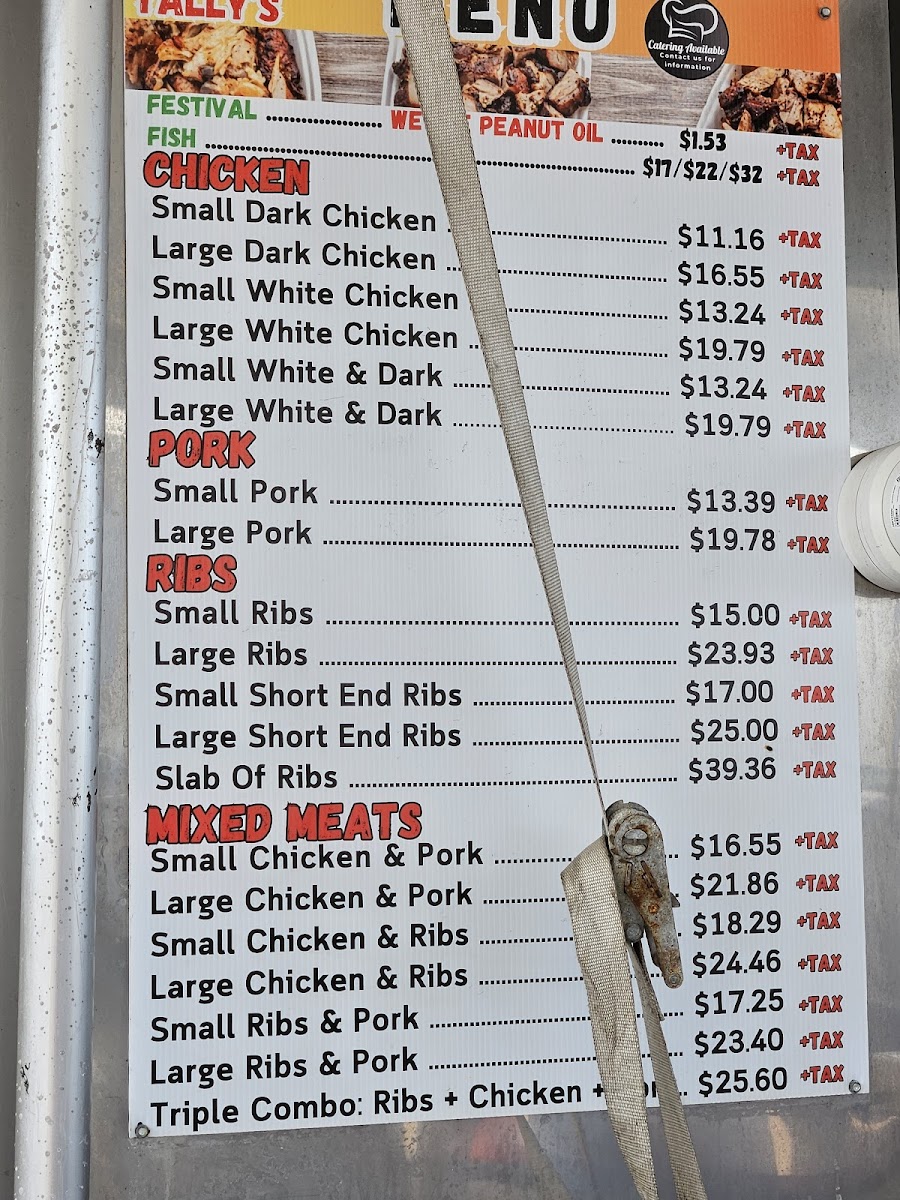 YALLY'S MENU
Catering Available
Contact us for
information
FESTIVAL ........ WE PEANUT OIL ........ $1.53 +TAX
FISH ........ $17/$22/$32 +TAX
CHICKEN
Small Dark Chicken ........ $11.16 +TAX
Large Dark Chicken ........ $16.55 +TAX
Small White Chicken ........ $13.24 +TAX
Large White Chicken ........ $19.79 +TAX
Small White & Dark ........ $13.24 +TAX
Large White & Dark ........ $19.79 +TAX
PORK
Small Pork ........ $13.39 +TAX
Large Pork ........ $19.78 +TAX
RIBS
Small Ribs ........ $15.00 +TAX
Large Ribs ........ $23.93 +TAX
Small Short End Ribs ........ $17.00 +TAX
Large Short End Ribs ........ $25.00 +TAX
Slab Of Ribs ........ $39.36 +TAX
MIXED MEATS
Small Chicken & Pork ........ $16.55 +TAX
Large Chicken & Pork ........ $21.86 +TAX
Small Chicken & Ribs ........ $18.29 +TAX
Large Chicken & Ribs ........ $24.46 +TAX
Small Ribs & Pork ........ $17.25 +TAX
Large Ribs & Pork ........ $23.40 +TAX
Triple Combo: Ribs + Chicken + ... $25.60 +TAX